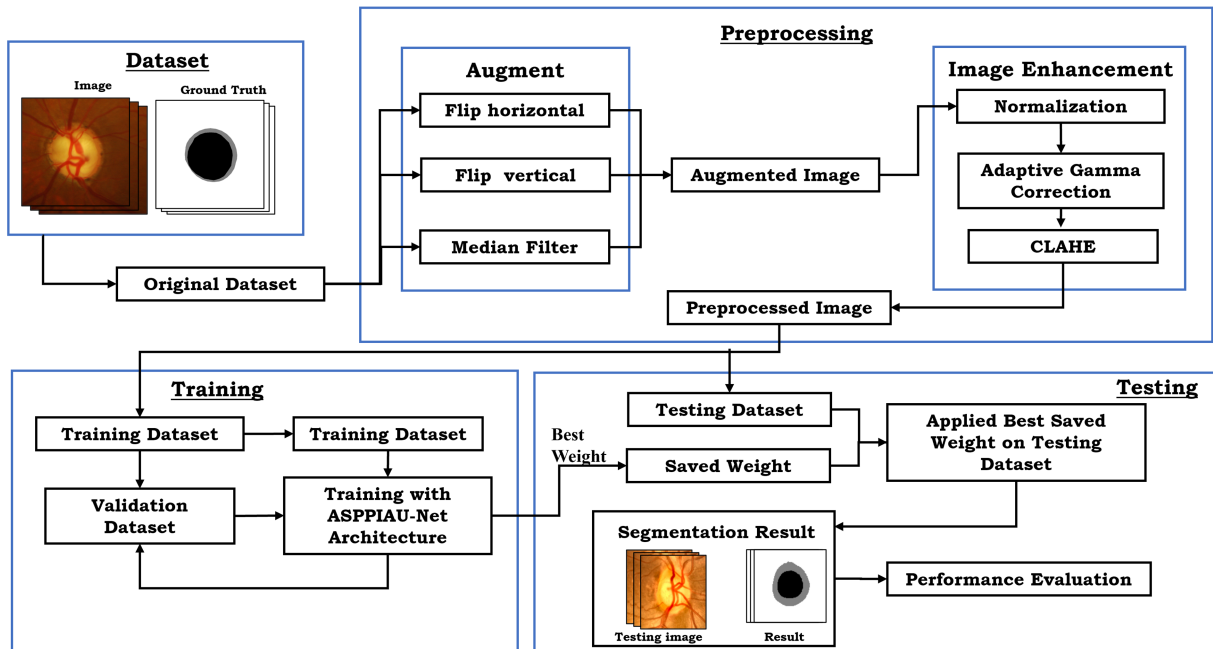 Dataset
Image
Ground Truth
Original Dataset
Preprocessing
Augment
Flip horizontal
Flip vertical
Median Filter
Augmented Image
Image Enhancement
Normalization
Adaptive Gamma
Correction
CLAHE
Preprocessed Image
Training
Training Dataset
Training Dataset
Validation
Dataset
Training with
ASPPIAU-Net
Architecture
Best
Weight
Testing
Testing Dataset
Saved Weight
Applied Best Saved
Weight on Testing
Dataset
Segmentation Result
Testing image
Result
Performance Evaluation